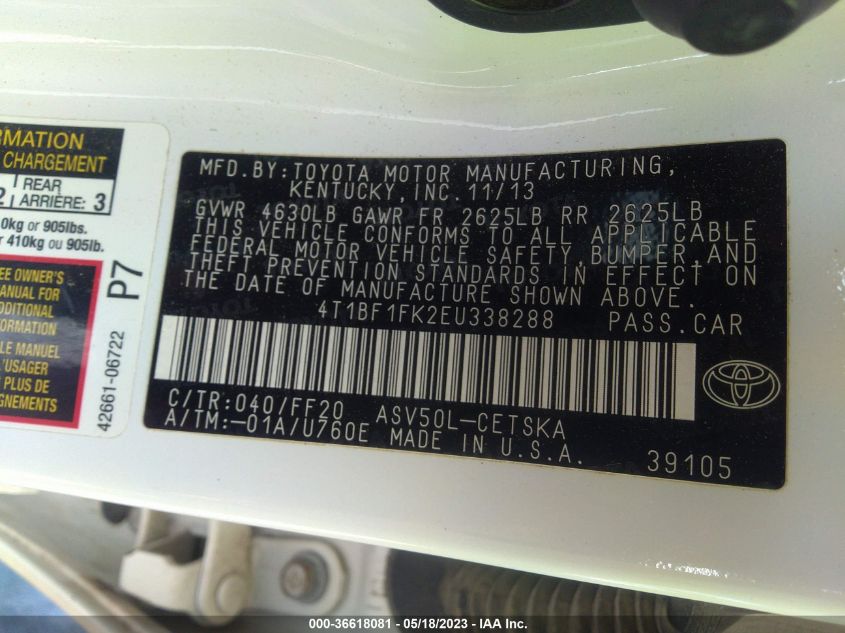 RMATION
CHARGEMENT
REAR
ARRIÈRE: 3
0kg or 905lbs.
r 410kg ou 905lb.
EE OWNER'S
MANUAL FOR
ADDITIONAL
FORMATION
LE MANUEL
L'USAGER
PLUS DE
GNEMENTS
P7
42661-06722
MFD.BY:TOYOTA MOTOR MANUFACTURING,
KENTUCKY, INC. 11/13
GVWR 4630LB GAWR FR 2625LB RR 2625LB
THIS VEHICLE CONFORMS TO ALL APPLICABLE
FEDERAL MOTOR VEHICLE SAFETY,BUMPER,AND
THEFT PREVENTION STANDARDS IN EFFECT ON
THE DATE OF MANUFACTURE SHOWN ABOVE.
4T1BF1FK2EU338288 PASS.CAR
C/TR:040/FF20 ASV50L-CETSKA
A/TM:-01A/U760E MADE IN U.S.A.
39105
000-36618081 - 05/18/2023 - IAA Inc.